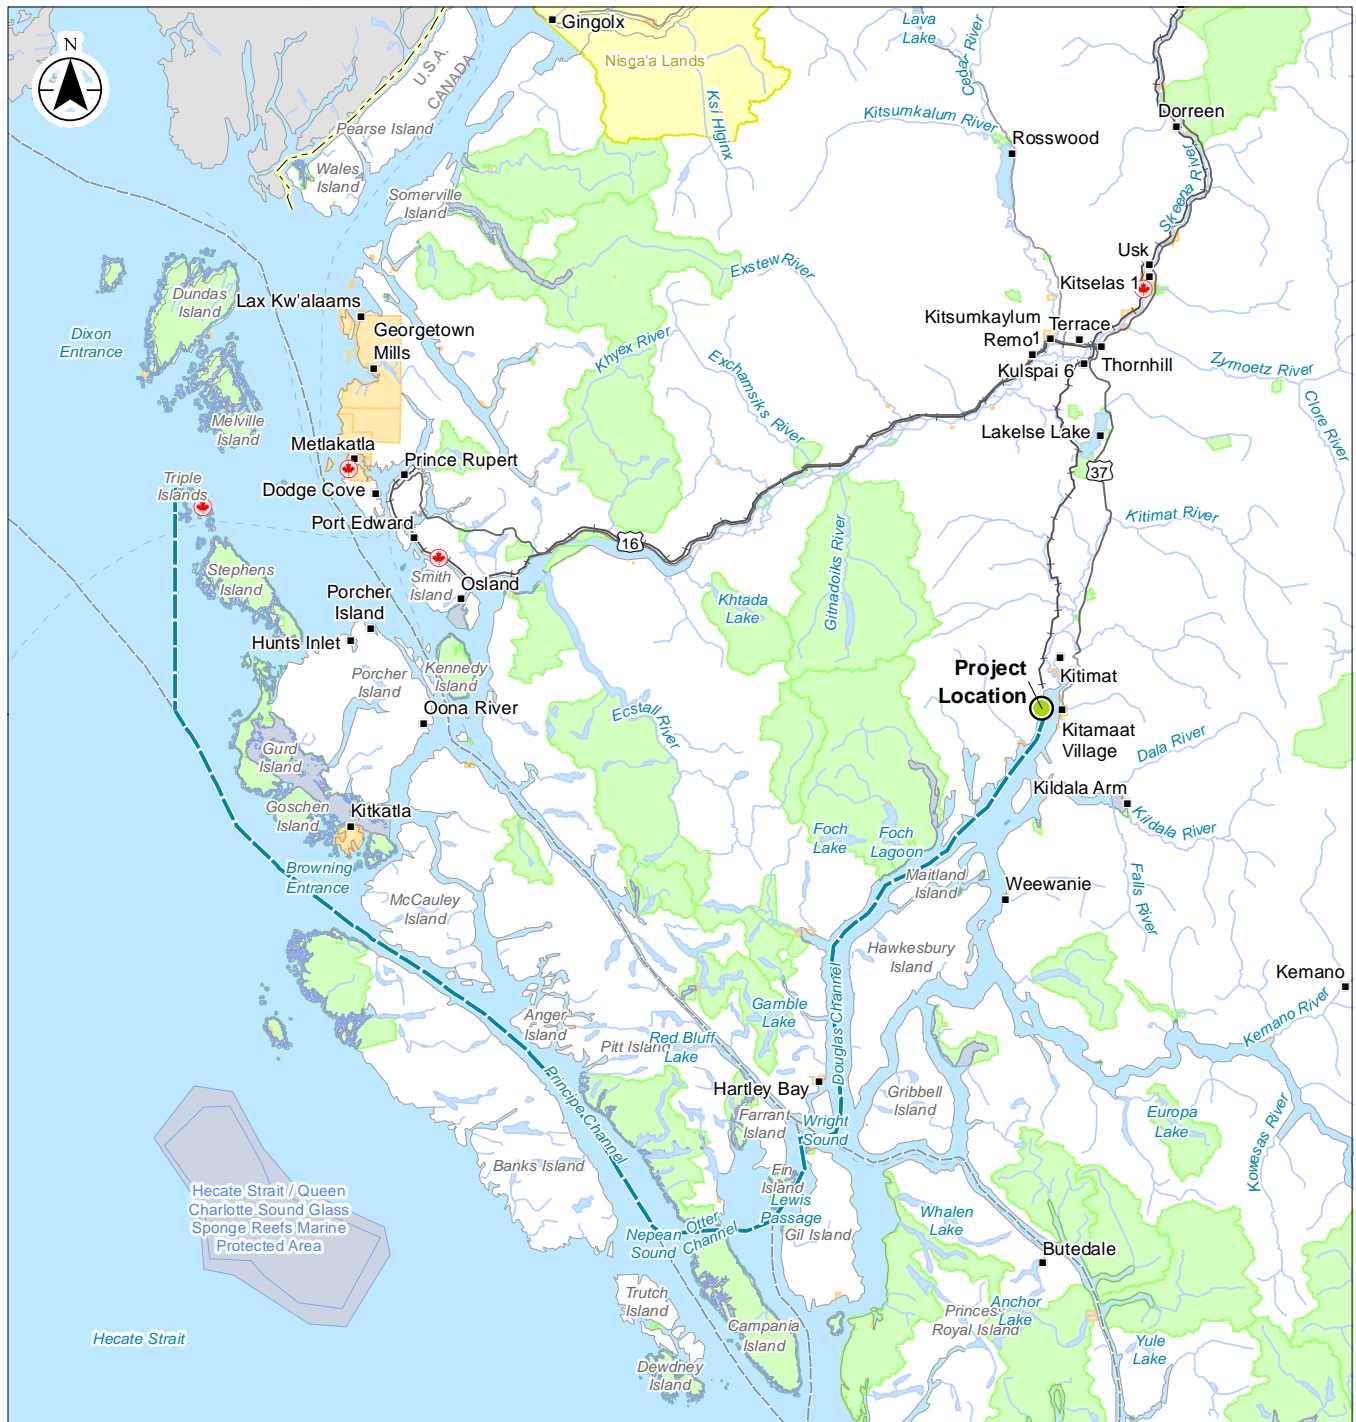 Gingolx
Lava
Lake
Cedar River
N
U.S.A.
CANADA
Nisga'a Lands
Ksi Hlginx
Kitsumkalum River
Dorreen
Pearse Island
Rosswood
Wales
Island
Skeena River
Somerville
Island
Usk
Exstew River
Kitselas 1
Dundas
Island
Lax Kw'alaams
Kitsumkaylum
1
Terrace
Georgetown
Mills
Dixon
Entrance
Remo
Khyex River
Exchamsiks River
Kulspai 6
Thornhill
Zymoetz River
Clore River
Melville
Island
Lakelse Lake
Metlakatla
Prince Rupert
37
Triple
Islands
Dodge Cove
Port Edward
16
Kitimat River
Gitnadoiks River
Stephens
Island
Smith
Island
Osland
Porcher
Island
Khtada
Lake
Hunts Inlet
Kennedy
Island
Porcher
Island
Project
Location
Kitimat
Oona River
Ecstall River
Kitamaat
Village
Dala River
Gurd
Island
Kildala Arm
Goschen
Island
Kitkatla
Kildala River
Foch
Lake
Foch
Lagoon
Browning
Entrance
Maitland
Island
Weewanie
Falls River
McCauley
Island
Hawkesbury
Island
Kemano
Douglas Channel
Gamble
Lake
Anger
Island
Kemano River
Pitt Island
Red Bluff
Lake
Principe Channel
Hartley Bay
Gribbell
Island
Europa
Lake
Farrant
Island
Wright
Sound
Kowesas River
Banks Island
Fin
Island
Hecate Strait / Queen
Charlotte Sound Glass
Sponge Reefs Marine
Protected Area
Lewis
Passage
Whalen
Lake
Otter
Channel
Nepean
Sound
Gil Island
Butedale
Trutch
Island
Anchor
Lake
Princess
Royal Island
Campania
Island
Hecate Strait
Yule
Lake
Dewdney
Island